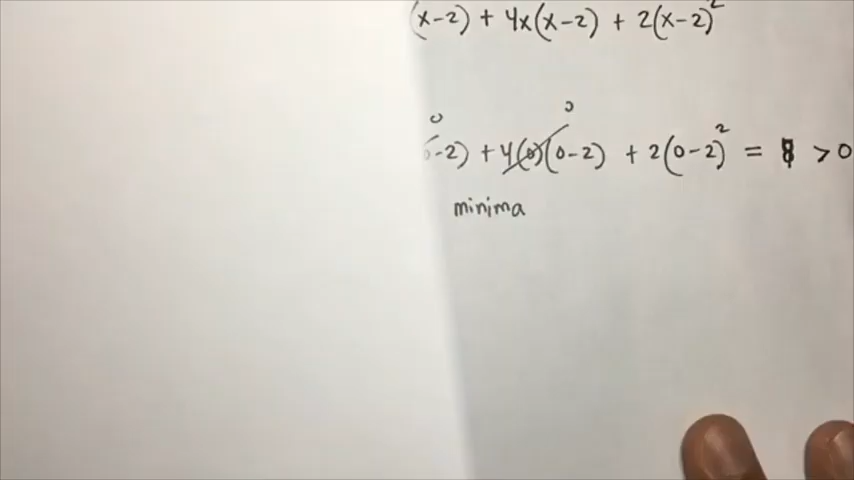 (x-2) + 4x(x-2) + 2(x-2)²
0 0
0-2) + 4(0)(0-2) + 2(0-2)² = 8 > 0
minima